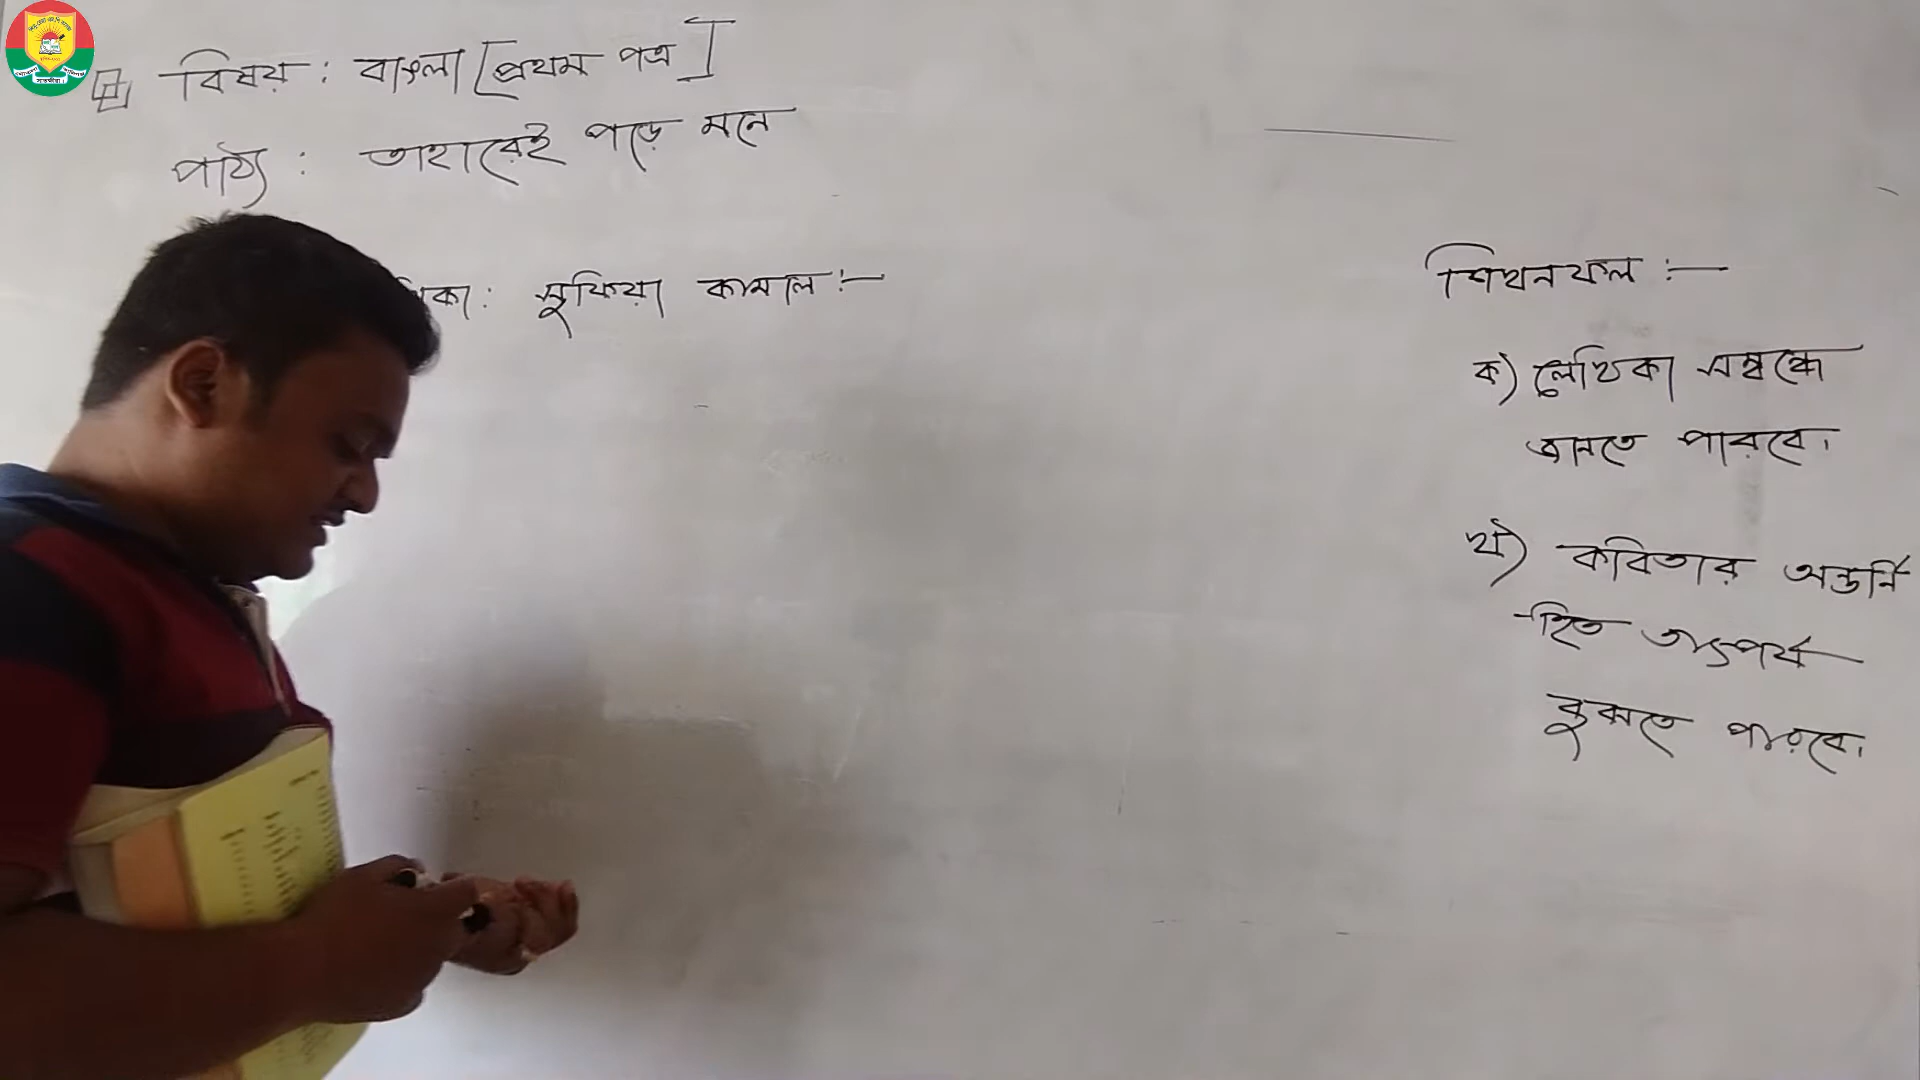 বিষয় : বাংলা [প্রথম পত্র]
পাঠ্য : তাহারেই পড়ে মনে
িকা : সুফিয়া কামাল :-
শিখনফল :-
ক) লেখিকা সম্বন্ধে
জানতে পারবে।
খ) কবিতার অন্তর্নি
-হিত তাৎপর্য
বুঝতে পারবে।